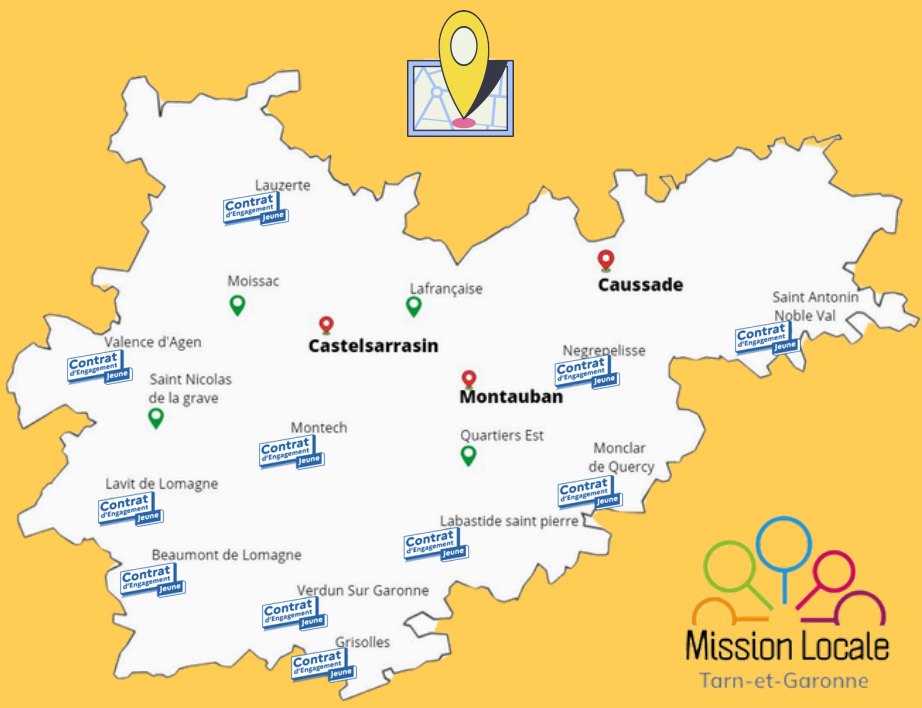 Lauzerte
Contrat
d'Engagement
Jeune
Moissac
Lafrançaise
Caussade
Saint Antonin
Noble Val
Contrat
d'Engagement
Jeune
Castelsarrasin
Valence d'Agen
Contrat
d'Engagement
Jeune
Negrepelisse
Contrat
d'Engagement
Jeune
Saint Nicolas
de la grave
Montauban
Montech
Contrat
d'Engagement
Jeune
Quartiers Est
Monclar
de Quercy
Contrat
d'Engagement
Jeune
Lavit de Lomagne
Contrat
d'Engagement
Jeune
Labastide saint pierre
Contrat
d'Engagement
Jeune
Beaumont de Lomagne
Contrat
d'Engagement
Jeune
Verdun Sur Garonne
Contrat
d'Engagement
Jeune
Grisolles
Contrat
d'Engagement
Jeune
Mission Locale
Tarn-et-Garonne